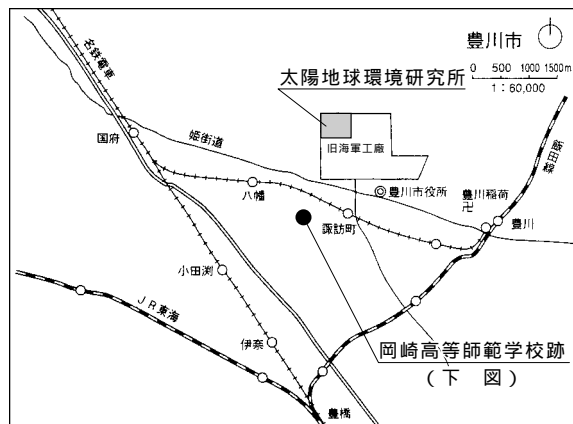 豊川市
0 500 1000 1500m
1:60,000
名鉄電車
太陽地球環境研究所
国府
姫街道
旧海軍工廠
飯田線
八幡
豊川市役所
豊川稲荷
卍
豊川
諏訪町
小田渕
JR東海
伊奈
岡崎高等師範学校跡
(下 図)
豊橋